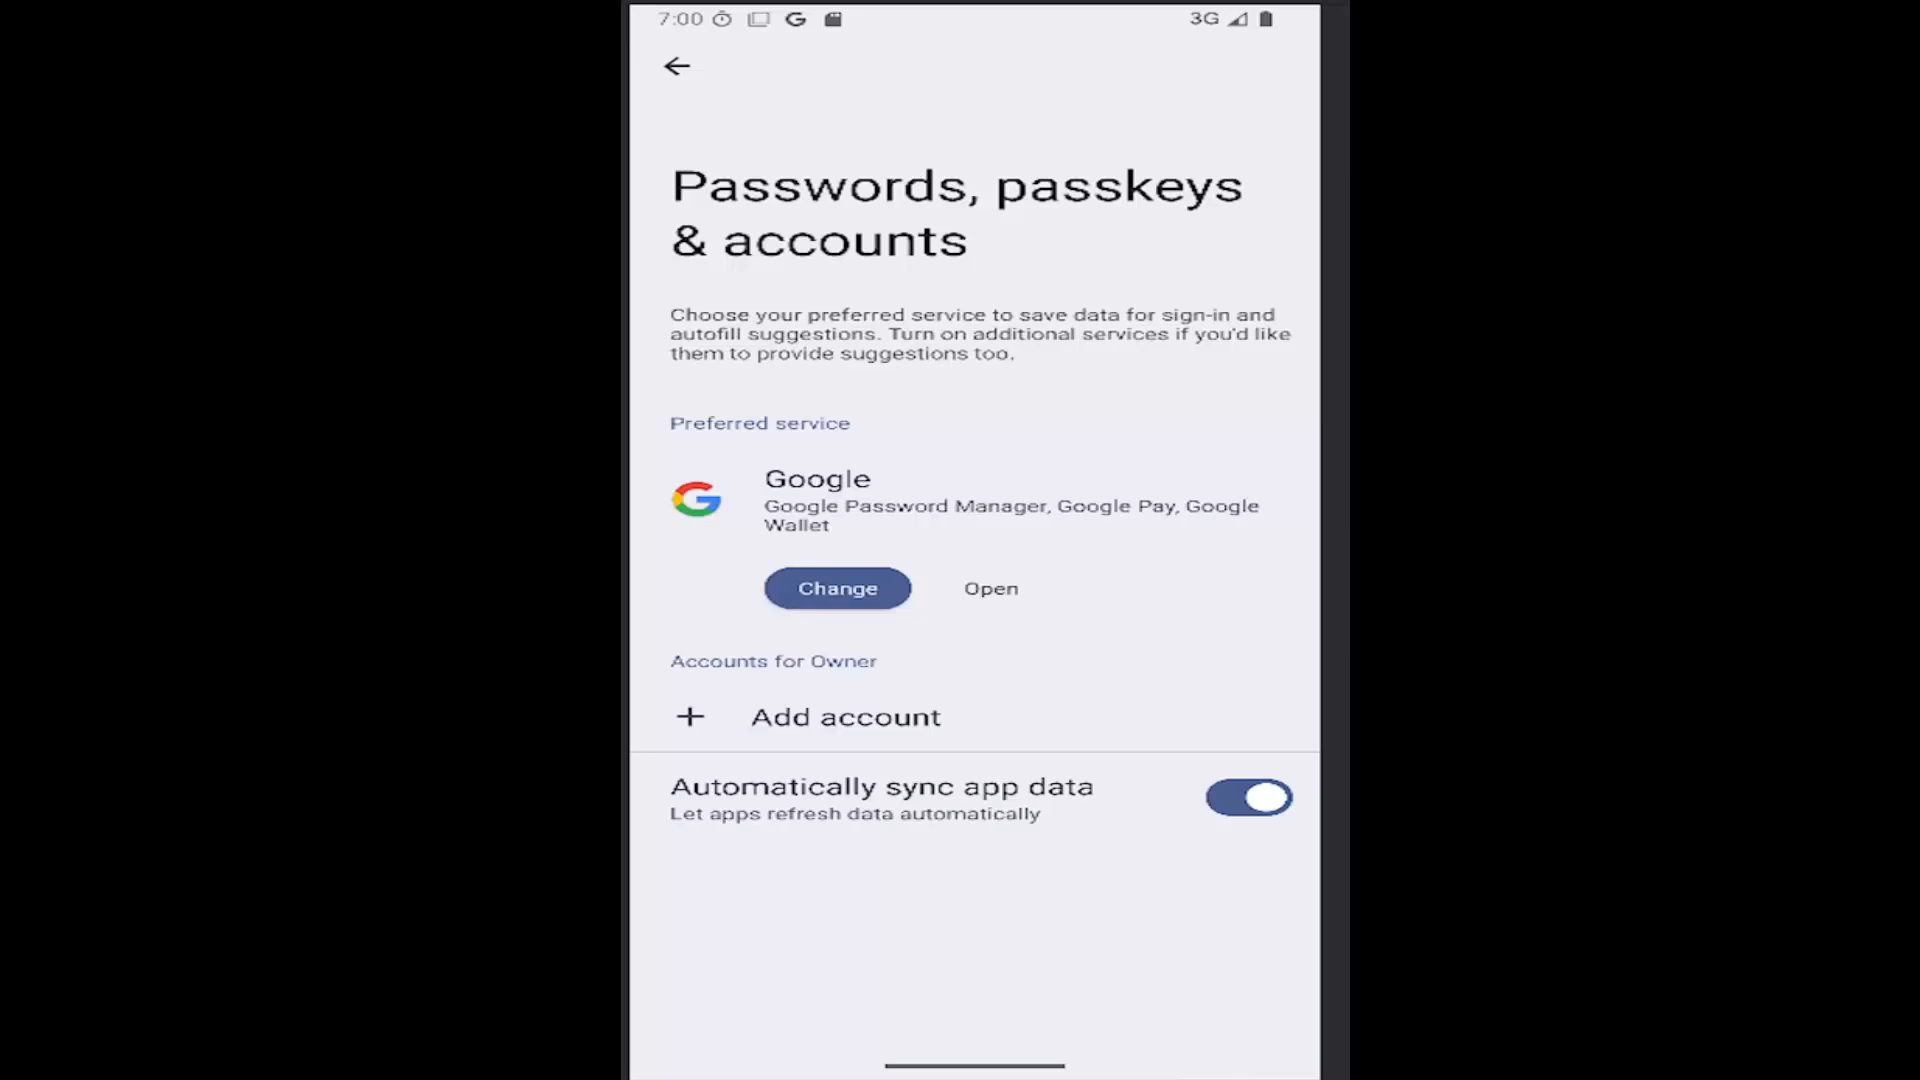 7:00
3G
Passwords, passkeys
& accounts
Choose your preferred service to save data for sign-in and
autofill suggestions. Turn on additional services if you'd like
them to provide suggestions too.
Preferred service
Google
Google Password Manager, Google Pay, Google
Wallet
Change
Open
Accounts for Owner
Add account
Automatically sync app data
Let apps refresh data automatically